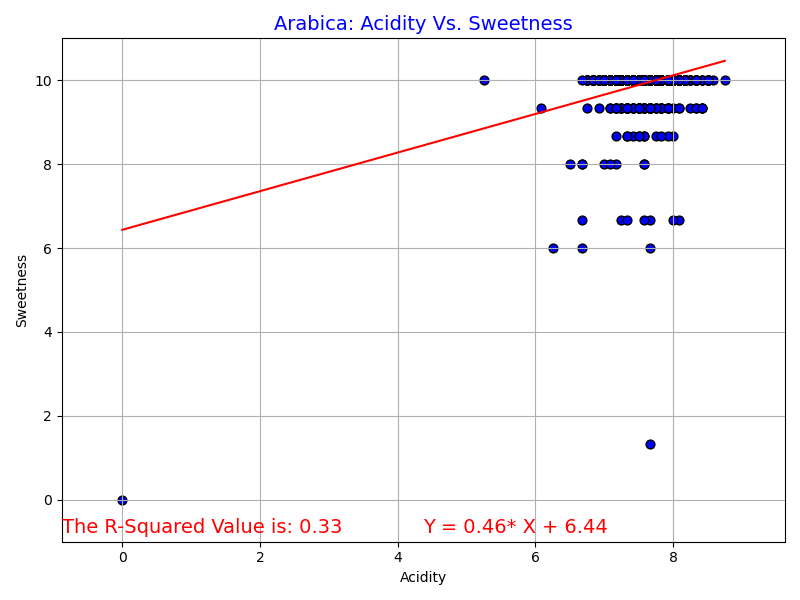 Arabica: Acidity Vs. Sweetness
10
8
6
4
2
0
Sweetness
The R-Squared Value is: 0.33
Y = 0.46* X + 6.44
0 2 4 6 8
Acidity